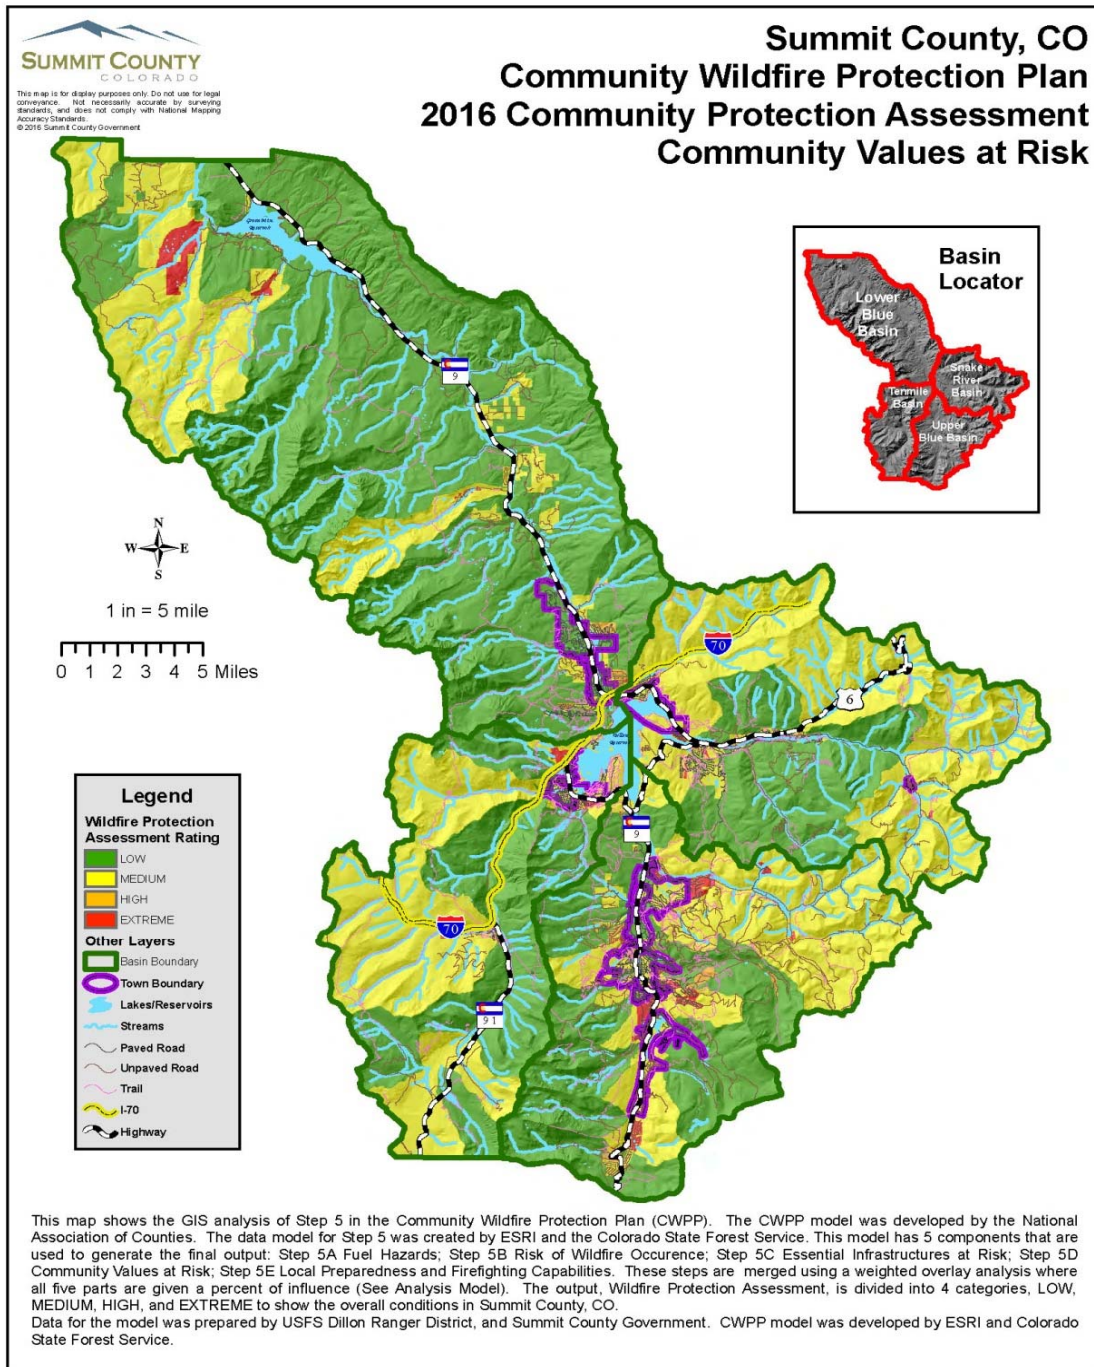 SUMMIT COUNTY
COLORADO
This map is for display purposes only. Do not use for legal
conveyance. Not necessarily accurate by surveying
standards, and does not comply with National Mapping
Accuracy Standards.
© 2016 Summit County Government
Summit County, CO
Community Wildfire Protection Plan
2016 Community Protection Assessment
Community Values at Risk
Basin
Locator
Lower
Blue
Basin
Snake
River
Basin
Tenmile
Basin
Upper
Blue Basin
9
N
W E
S
1 in = 5 mile
0 1 2 3 4 5 Miles
70
6
9
70
91
Legend
Wildfire Protection
Assessment Rating
LOW
MEDIUM
HIGH
EXTREME
Other Layers
Basin Boundary
Town Boundary
Lakes/Reservoirs
Streams
Paved Road
Unpaved Road
Trail
I-70
Highway
This map shows the GIS analysis of Step 5 in the Community Wildfire Protection Plan (CWPP). The CWPP model was developed by the National
Association of Counties. The data model for Step 5 was created by ESRI and the Colorado State Forest Service. This model has 5 components that are
used to generate the final output: Step 5A Fuel Hazards; Step 5B Risk of Wildfire Occurence; Step 5C Essential Infrastructures at Risk; Step 5D
Community Values at Risk; Step 5E Local Preparedness and Firefighting Capabilities. These steps are merged using a weighted overlay analysis where
all five parts are given a percent of influence (See Analysis Model). The output, Wildfire Protection Assessment, is divided into 4 categories, LOW,
MEDIUM, HIGH, and EXTREME to show the overall conditions in Summit County, CO.
Data for the model was prepared by USFS Dillon Ranger District, and Summit County Government. CWPP model was developed by ESRI and Colorado
State Forest Service.